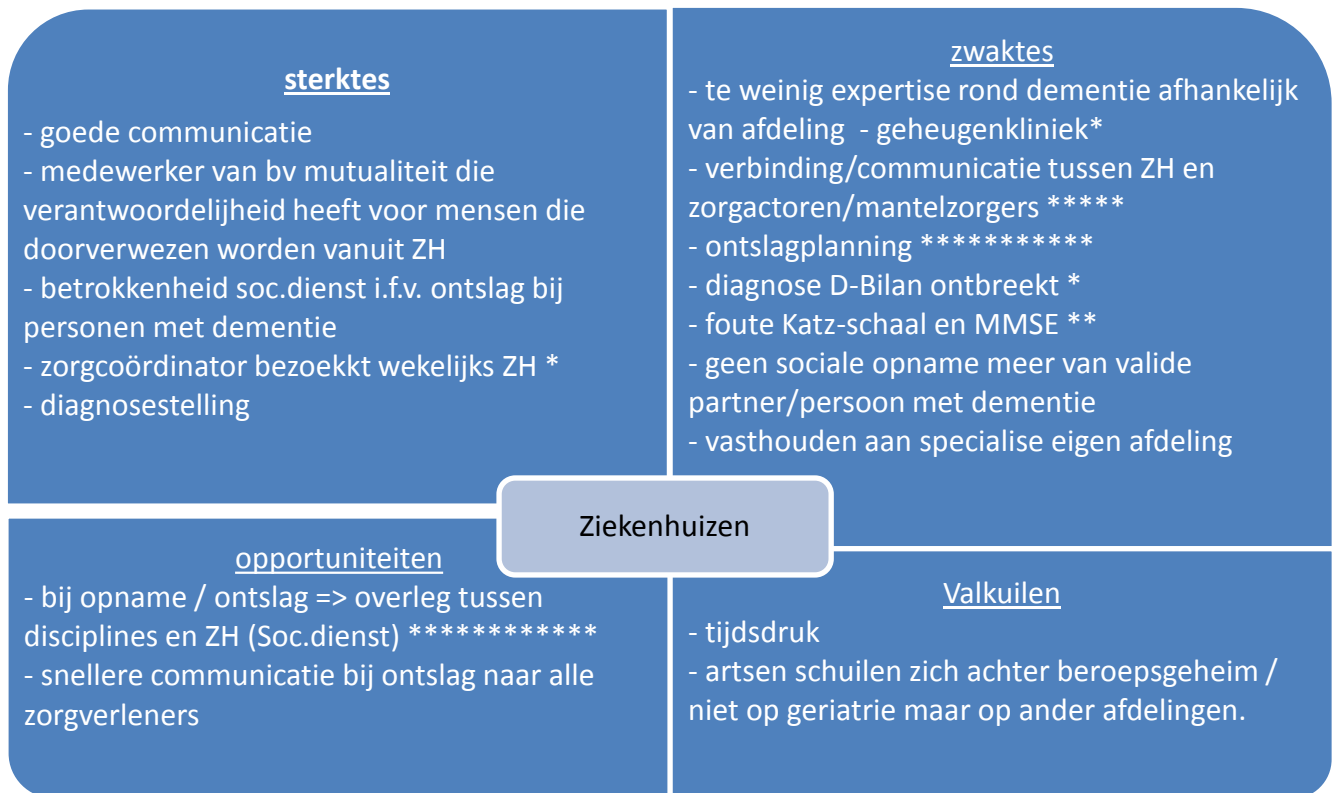 sterktes
- goede communicatie
- medewerker van bv mutualiteit die
verantwoordelijheid heeft voor mensen die
doorverwezen worden vanuit ZH
- betrokkenheid soc.dienst i.f.v. ontslag bij
personen met dementie
- zorgcoördinator bezoekkt wekelijks ZH *
- diagnosestelling
zwaktes
- te weinig expertise rond dementie afhankelijk
van afdeling  - geheugenkliniek*
- verbinding/communicatie tussen ZH en
zorgactoren/mantelzorgers *****
- ontslagplanning ***********
- diagnose D-Bilan ontbreekt *
- foute Katz-schaal en MMSE **
- geen sociale opname meer van valide
partner/persoon met dementie
- vasthouden aan specialise eigen afdeling
Ziekenhuizen
opportuniteiten
- bij opname / ontslag => overleg tussen
disciplines en ZH (Soc.dienst) ************
- snellere communicatie bij ontslag naar alle
zorgverleners
Valkuilen
- tijdsdruk
- artsen schuilen zich achter beroepsgeheim /
niet op geriatrie maar op ander afdelingen.